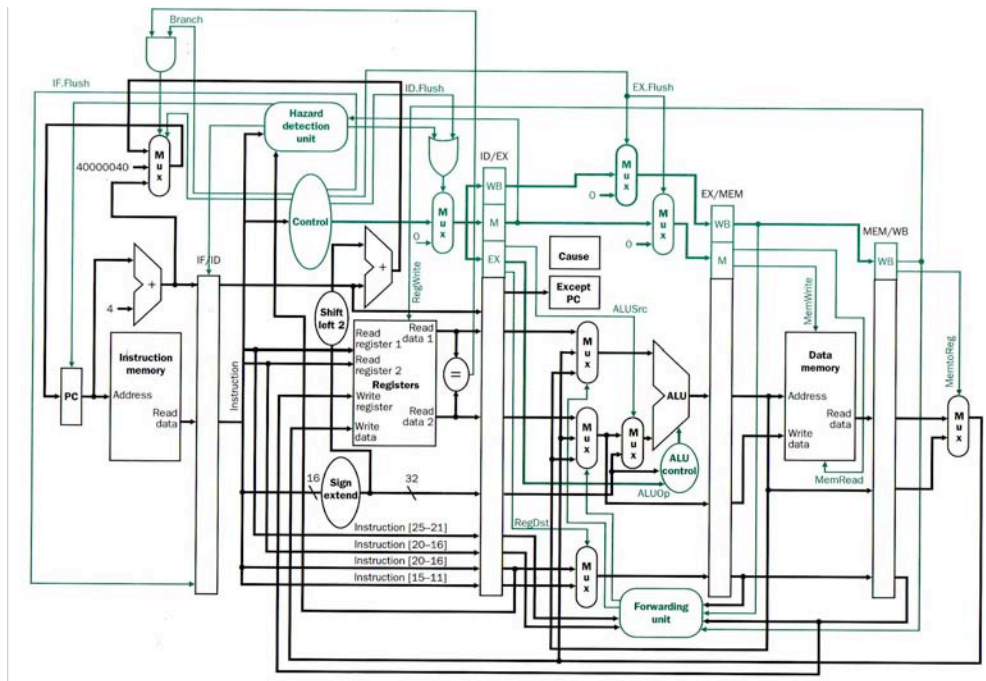 Branch
IF.Flush
ID.Flush
EX.Flush
Hazard
detection
unit
M
u
x
40000040
ID/EX
WB
M
u
x
EX/MEM
Control
M
u
x
M
M
u
x
WB
MEM/WB
0
0
0
IF/ID
EX
Cause
M
WB
+
+
RegWrite
Except
PC
MemWrite
4
Shift
left 2
ALUSrc
MemtoReg
Instruction
memory
Read
register 1
Read
data 1
M
u
x
Data
memory
Read
register 2
Registers
=
PC
Address
Instruction
Write
register
Read
data 2
ALU
Address
Read
data
Write
data
M
u
x
M
u
x
Read
data
Write
data
M
u
x
16
Sign
extend
32
ALU
control
ALUOp
MemRead
RegDst
Instruction [25–21]
Instruction [20–16]
Instruction [20–16]
Instruction [15–11]
M
u
x
Forwarding
unit